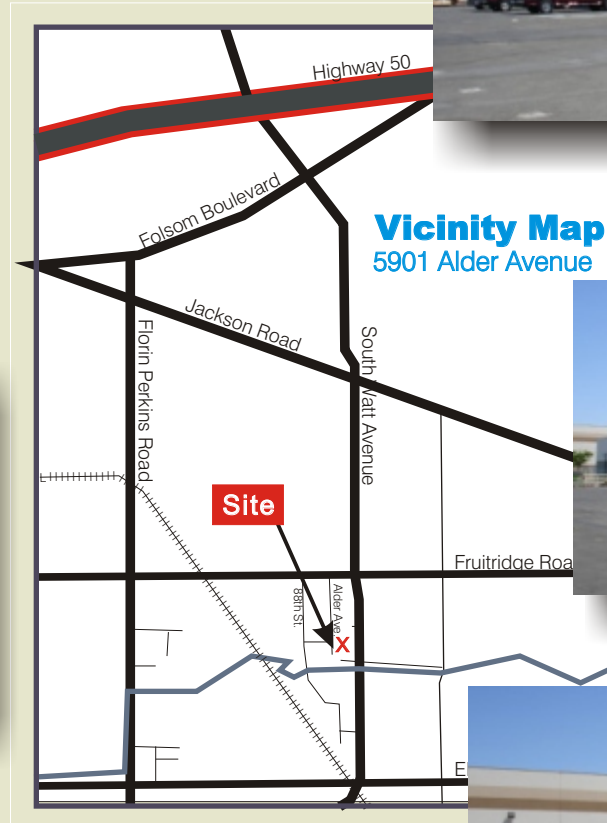 Highway 50
Folsom Boulevard
Vicinity Map
5901 Alder Avenue
Jackson Road
Florin Perkins Road
South Watt Avenue
Site
Fruitridge Roa
88th St.
Alder Ave.
X
E